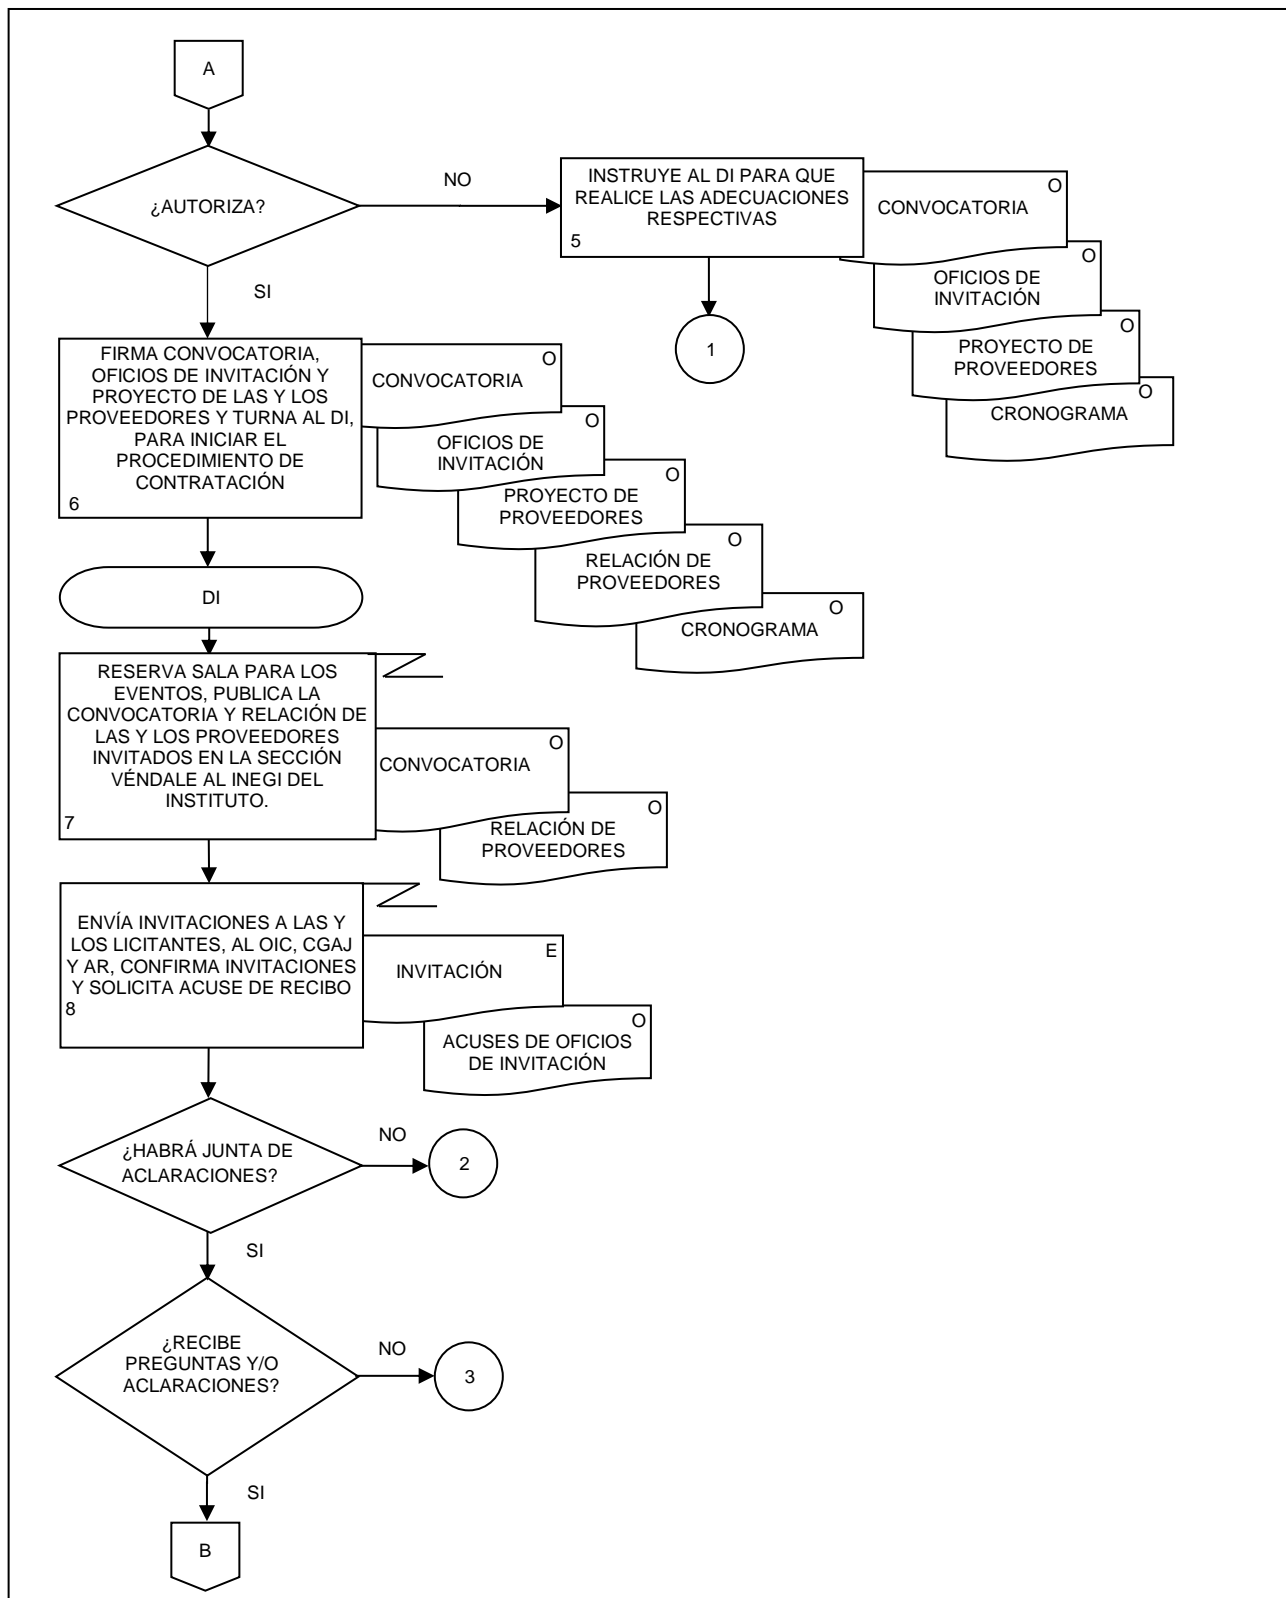 A
¿AUTORIZA?
NO
SI
INSTRUYE AL DI PARA QUE
REALICE LAS ADECUACIONES
RESPECTIVAS
5
O
CONVOCATORIA
O
OFICIOS DE
INVITACIÓN
O
PROYECTO DE
PROVEEDORES
O
CRONOGRAMA
1
FIRMA CONVOCATORIA,
OFICIOS DE INVITACIÓN Y
PROYECTO DE LAS Y LOS
PROVEEDORES Y TURNA AL DI,
PARA INICIAR EL
PROCEDIMIENTO DE
CONTRATACIÓN
6
O
CONVOCATORIA
O
OFICIOS DE
INVITACIÓN
O
PROYECTO DE
PROVEEDORES
O
RELACIÓN DE
PROVEEDORES
O
CRONOGRAMA
DI
RESERVA SALA PARA LOS
EVENTOS, PUBLICA LA
CONVOCATORIA Y RELACIÓN DE
LAS Y LOS PROVEEDORES
INVITADOS EN LA SECCIÓN
VÉNDALE AL INEGI DEL
INSTITUTO.
7
O
CONVOCATORIA
O
RELACIÓN DE
PROVEEDORES
ENVÍA INVITACIONES A LAS Y
LOS LICITANTES, AL OIC, CGAJ
Y AR, CONFIRMA INVITACIONES
Y SOLICITA ACUSE DE RECIBO
8
E
INVITACIÓN
O
ACUSES DE OFICIOS
DE INVITACIÓN
¿HABRÁ JUNTA DE
ACLARACIONES?
NO
2
SI
¿RECIBE
PREGUNTAS Y/O
ACLARACIONES?
NO
3
SI
B